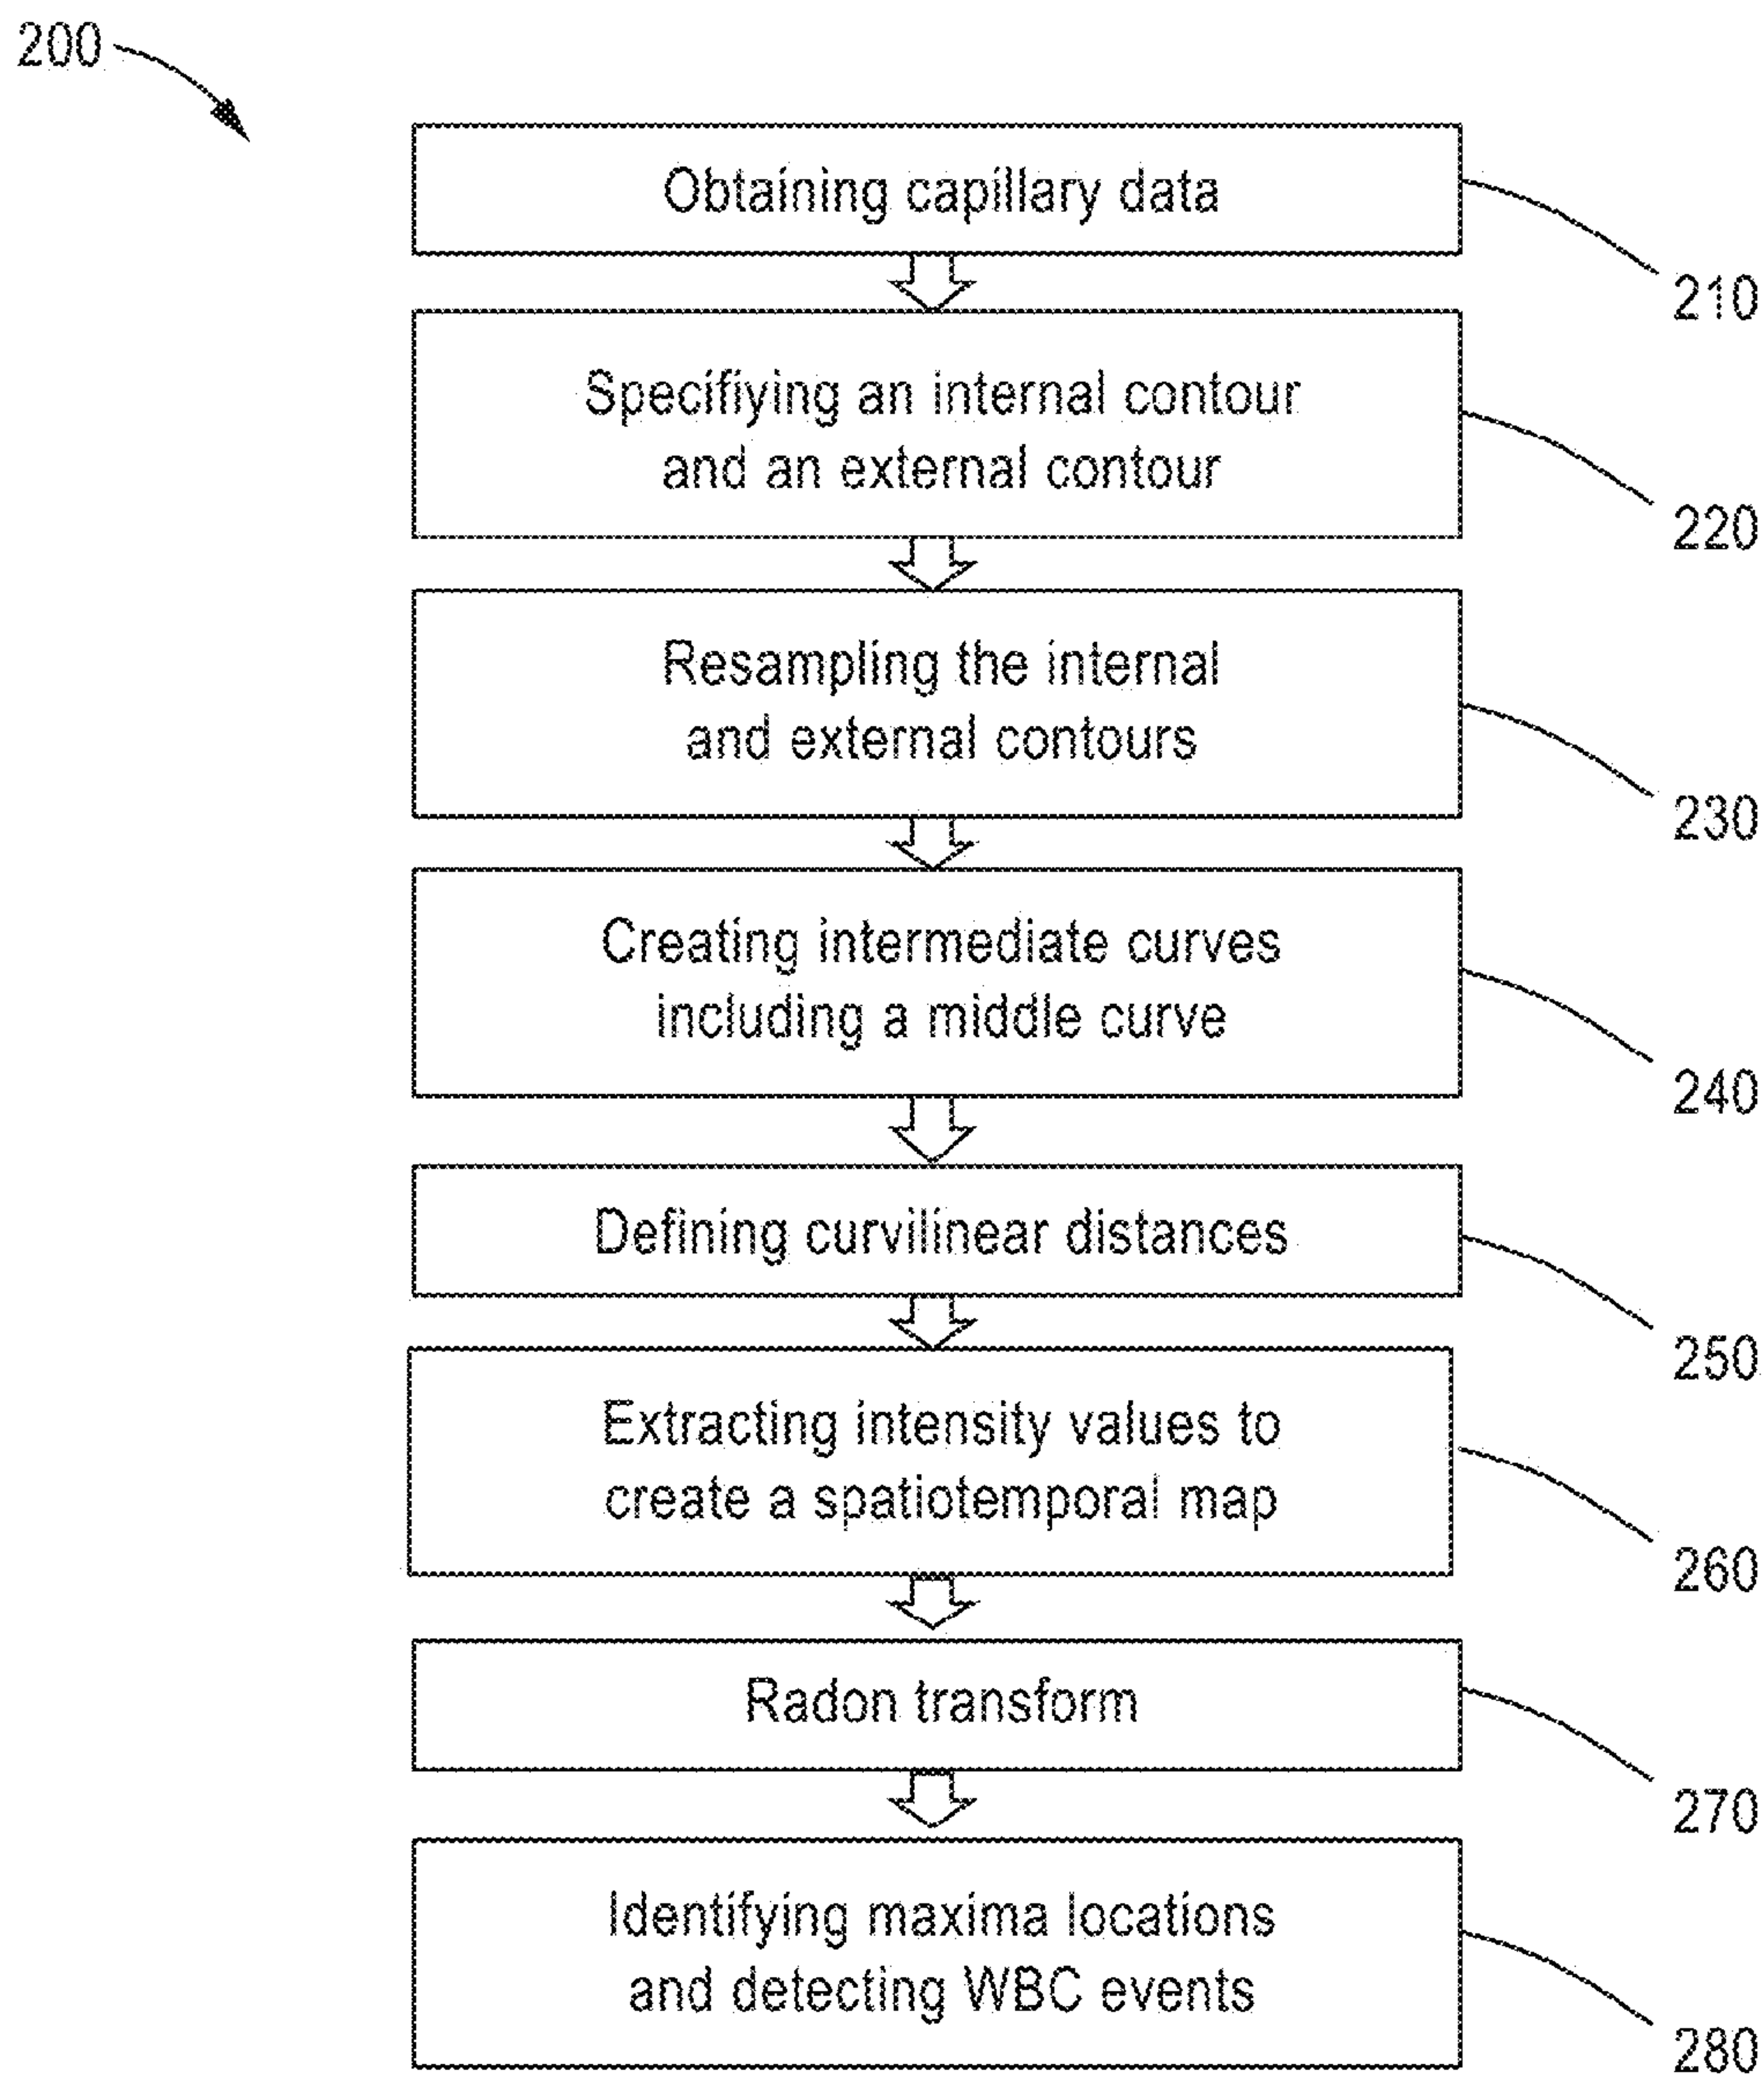 200
Obtaining capillary data
210
Specifiying an internal contour
and an external contour
220
Resampling the internal
and external contours
230
Creating intermediate curves
including a middle curve
240
Defining curvilinear distances
250
Extracting intensity values to
create a spatiotemporal map
260
Radon transform
270
Identifying maxima locations
and detecting WBC events
280